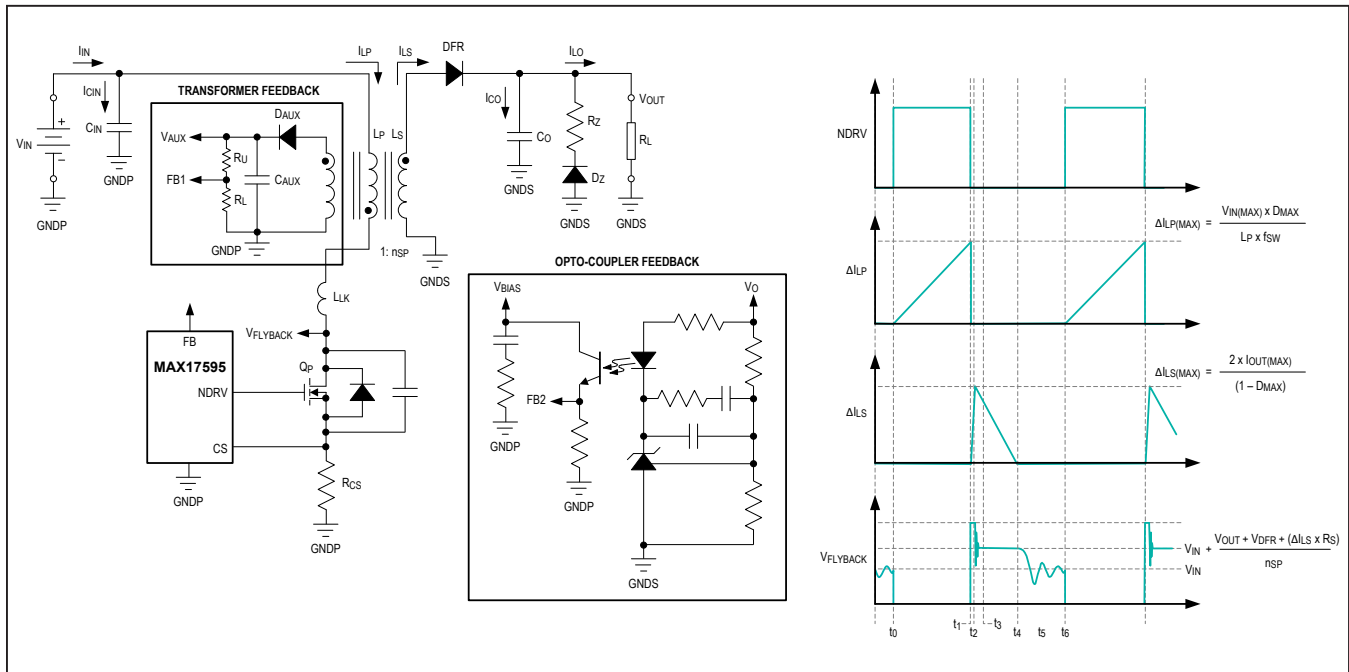 IIN
ICIN
VIN
+
−
CIN
GNDP
GNDP
TRANSFORMER FEEDBACK
DAUX
VAUX
RU
FB1
RL
CAUX
GNDP
ILP
ILS
DFR
LP
LS
1: nSP
GNDS
ICO
CO
GNDS
ILO
RZ
DZ
GNDS
VOUT
RL
GNDS
LLK
VFLYBACK
FB
MAX17595
NDRV
CS
GNDP
QP
RCS
GNDP
OPTO-COUPLER FEEDBACK
VBIAS
VO
FB2
GNDP
GNDP
GNDS
NDRV
ΔILP
ΔILP(MAX) = VIN(MAX) x DMAX
LP x fSW
ΔILS
ΔILS(MAX) = 2 x IOUT(MAX)
(1 – DMAX)
VFLYBACK
VIN + VOUT + VDFR + (ΔILS x RS)
nSP
VIN
t0
t1
t2
t3
t4
t5
t6